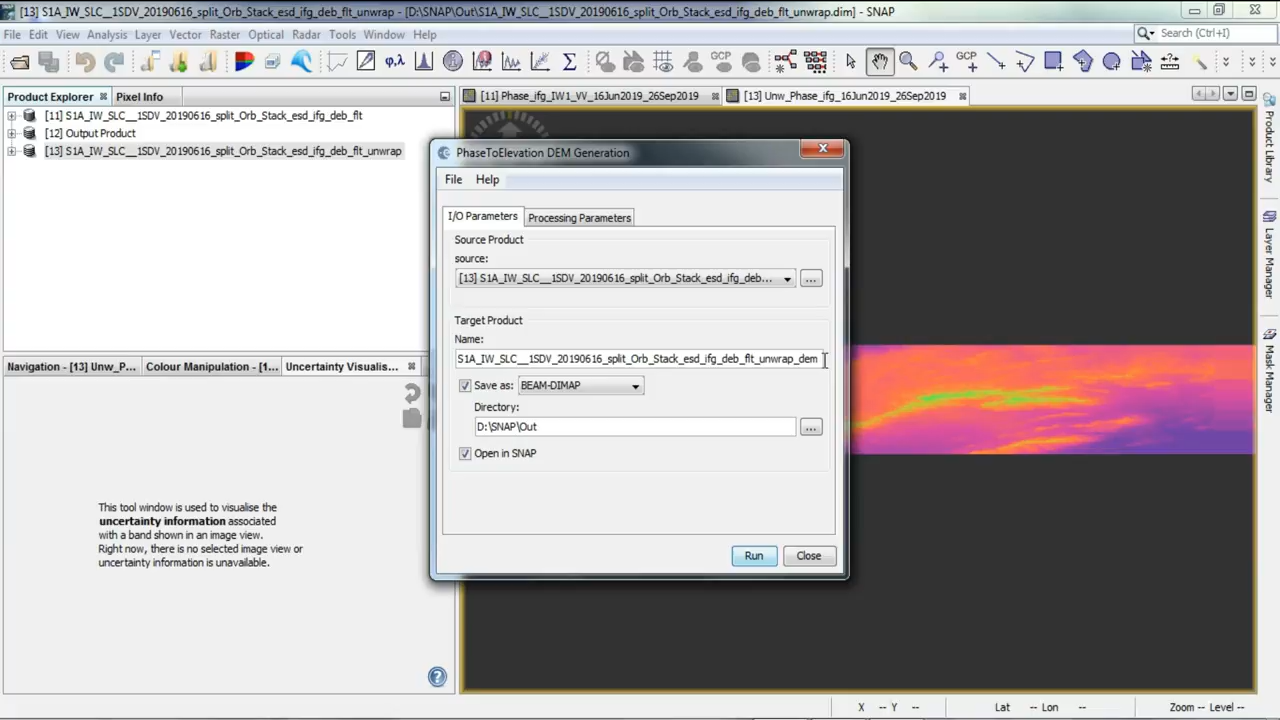 [13] S1A_IW_SLC__1SDV_20190616_split_Orb_Stack_esd_ifg_deb_flt_unwrap - [D:\SNAP\Out\S1A_IW_SLC__1SDV_20190616_split_Orb_Stack_esd_ifg_deb_flt_unwrap.dim] - SNAP
File Edit View Analysis Layer Vector Raster Optical Radar Tools Window Help
Search (Ctrl+I)
φ,λ Σ GCP GCP
Product Explorer Pixel Info
[11] Phase_ifg_IW1_VV_16Jun2019_26Sep2019 [13] Unw_Phase_ifg_16Jun2019_26Sep2019
[11] S1A_IW_SLC__1SDV_20190616_split_Orb_Stack_esd_ifg_deb_flt
[12] Output Product
[13] S1A_IW_SLC__1SDV_20190616_split_Orb_Stack_esd_ifg_deb_flt_unwrap
PhaseToElevation DEM Generation
File Help
I/O Parameters Processing Parameters
Source Product
source:
[13] S1A_IW_SLC__1SDV_20190616_split_Orb_Stack_esd_ifg_deb... ...
Target Product
Name:
S1A_IW_SLC__1SDV_20190616_split_Orb_Stack_esd_ifg_deb_flt_unwrap_dem
Save as: BEAM-DIMAP
Directory:
D:\SNAP\Out ...
Open in SNAP
Run Close
Navigation - [13] Unw_P... Colour Manipulation - [1... Uncertainty Visualis...
This tool window is used to visualise the
uncertainty information associated
with a band shown in an image view.
Right now, there is no selected image view or
uncertainty information is unavailable.
Product Library
Layer Manager
Mask Manager
X -- Y -- Lat -- Lon -- Zoom -- Level --